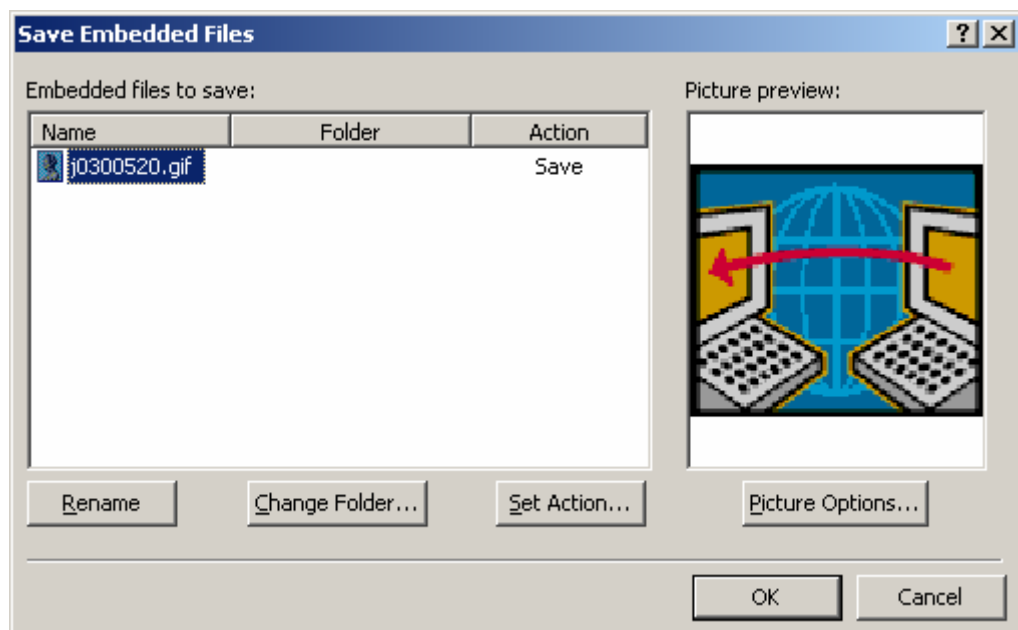 Save Embedded Files
?
Embedded files to save:
Picture preview:
Name Folder Action
j0300520.gif Save
Rename Change Folder... Set Action... Picture Options...
OK Cancel